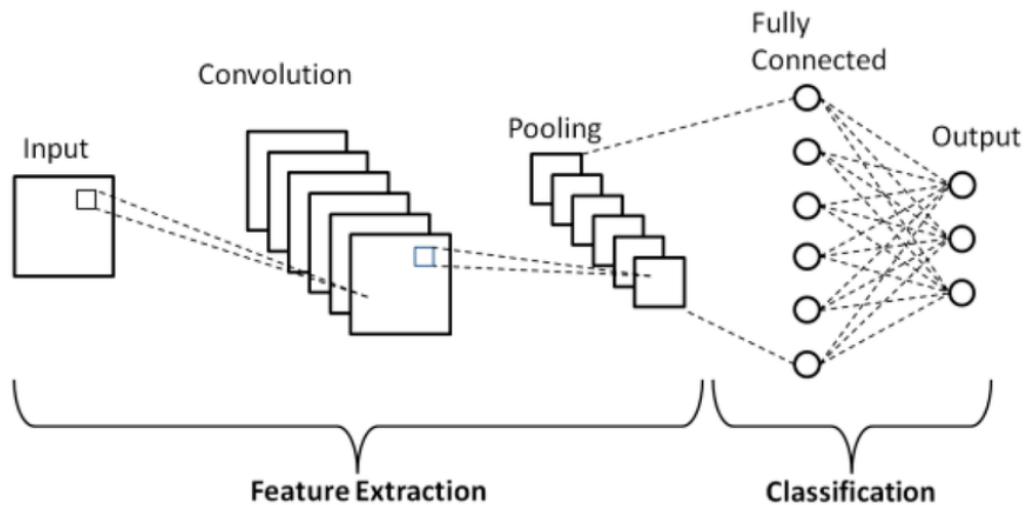 Input
Convolution
Pooling
Fully
Connected
Output
Feature Extraction
Classification